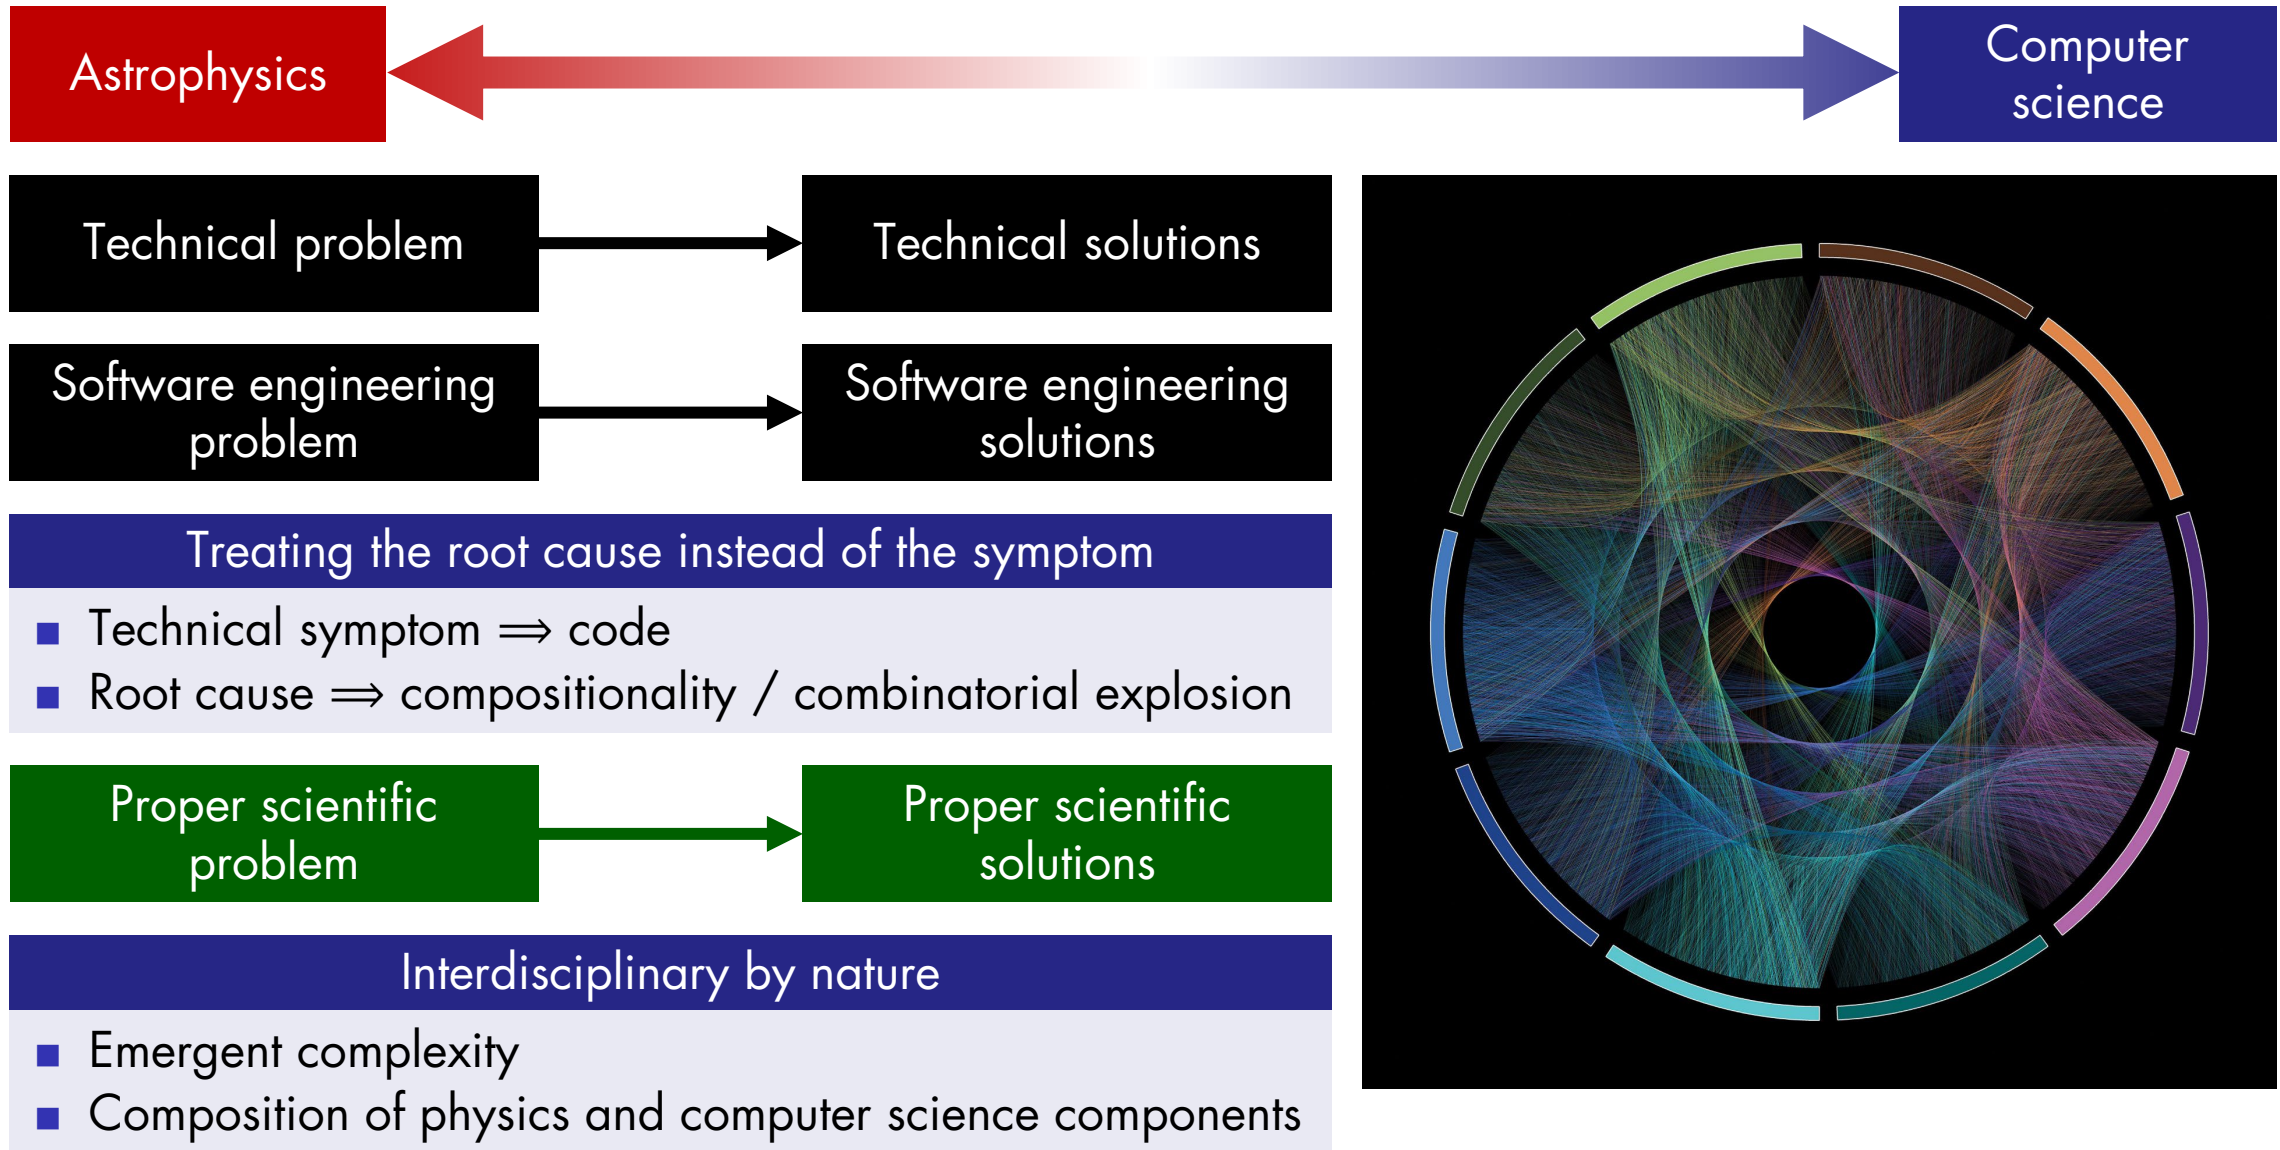 Astrophysics
Computer
science
Technical problem
Technical solutions
Software engineering
problem
Software engineering
solutions
Treating the root cause instead of the symptom
■ Technical symptom ⟹ code
■ Root cause ⟹ compositionality / combinatorial explosion
Proper scientific
problem
Proper scientific
solutions
Interdisciplinary by nature
■ Emergent complexity
■ Composition of physics and computer science components